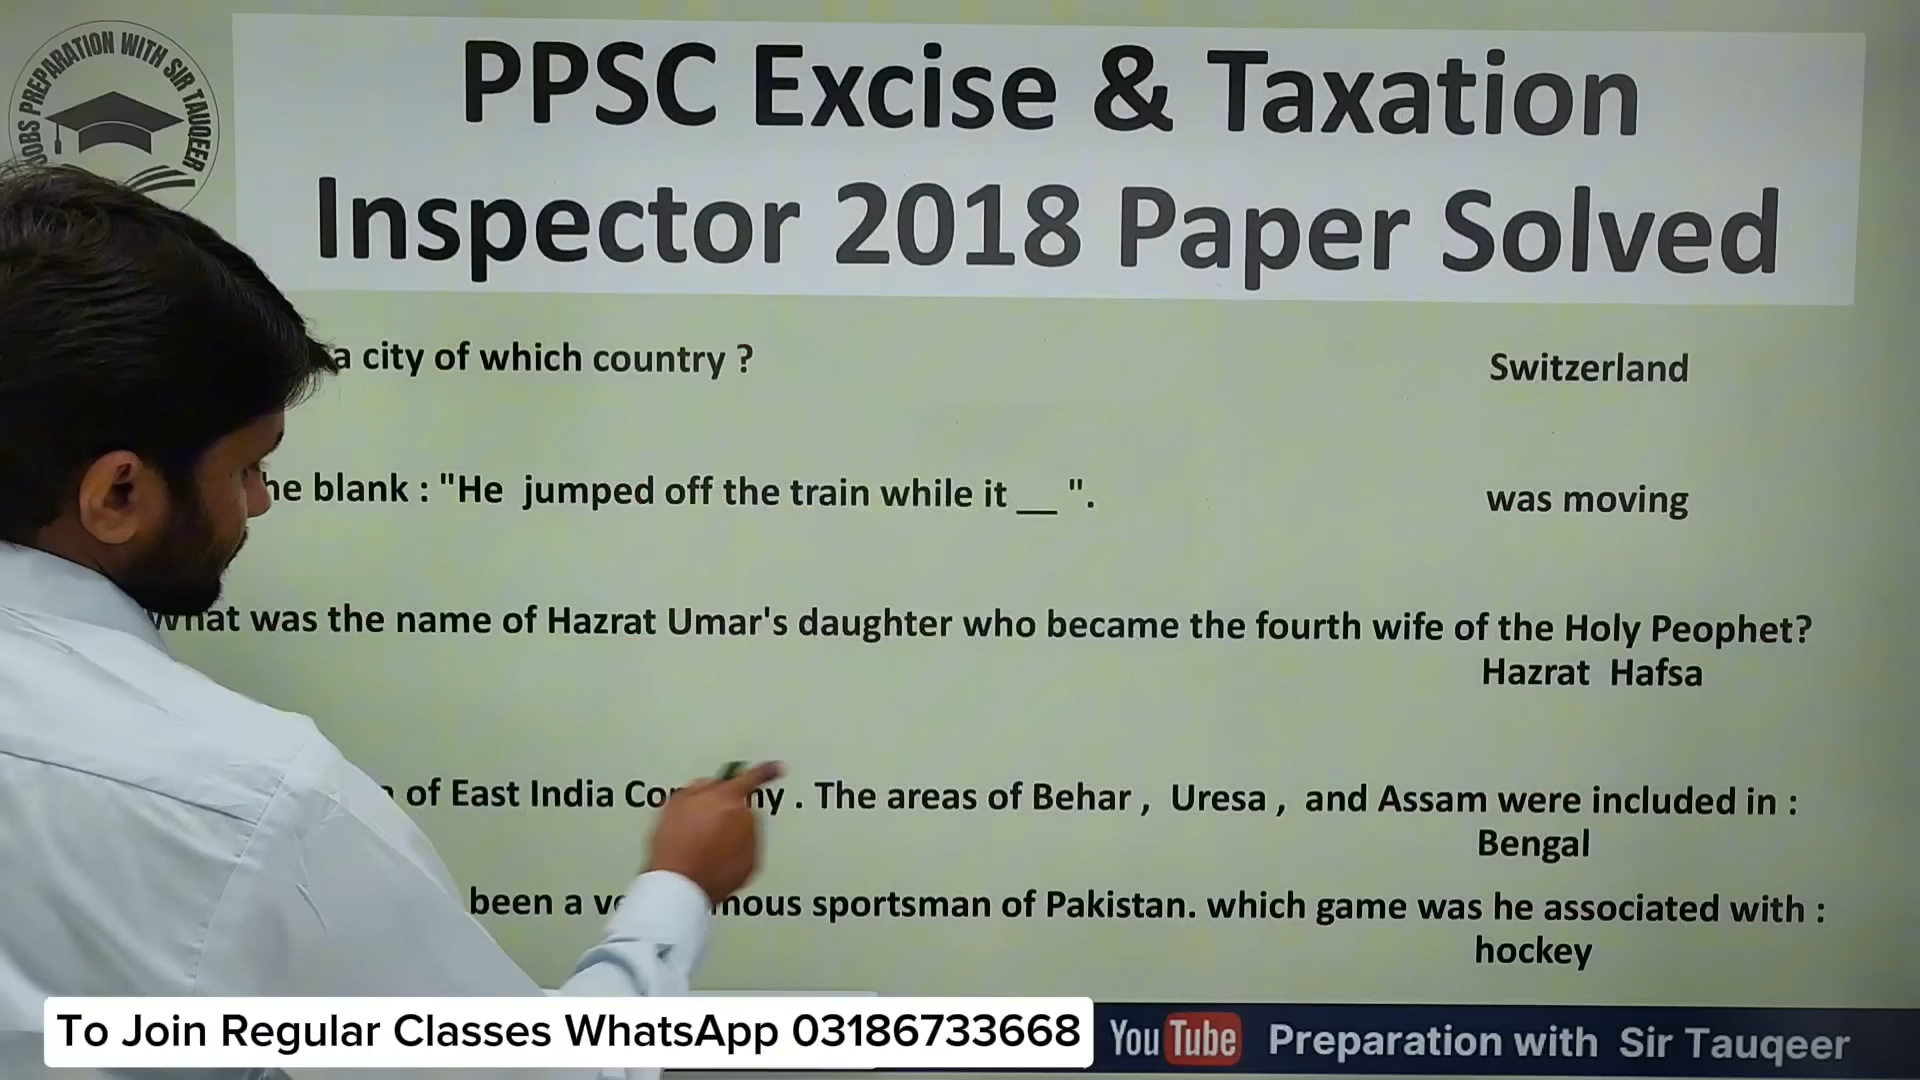 JOBS PREPARATION WITH SIR TAUQEER
PPSC Excise & Taxation
Inspector 2018 Paper Solved
a city of which country ?
Switzerland
blank : "He jumped off the train while it __ ".
was moving
What was the name of Hazrat Umar's daughter who became the fourth wife of the Holy Peophet?
Hazrat Hafsa
of East India . The areas of Behar , Uresa , and Assam were included in :
Bengal
been a sportsman of Pakistan. which game was he associated with :
hockey
To Join Regular Classes WhatsApp 03186733668
YouTube Preparation with Sir Tauqeer